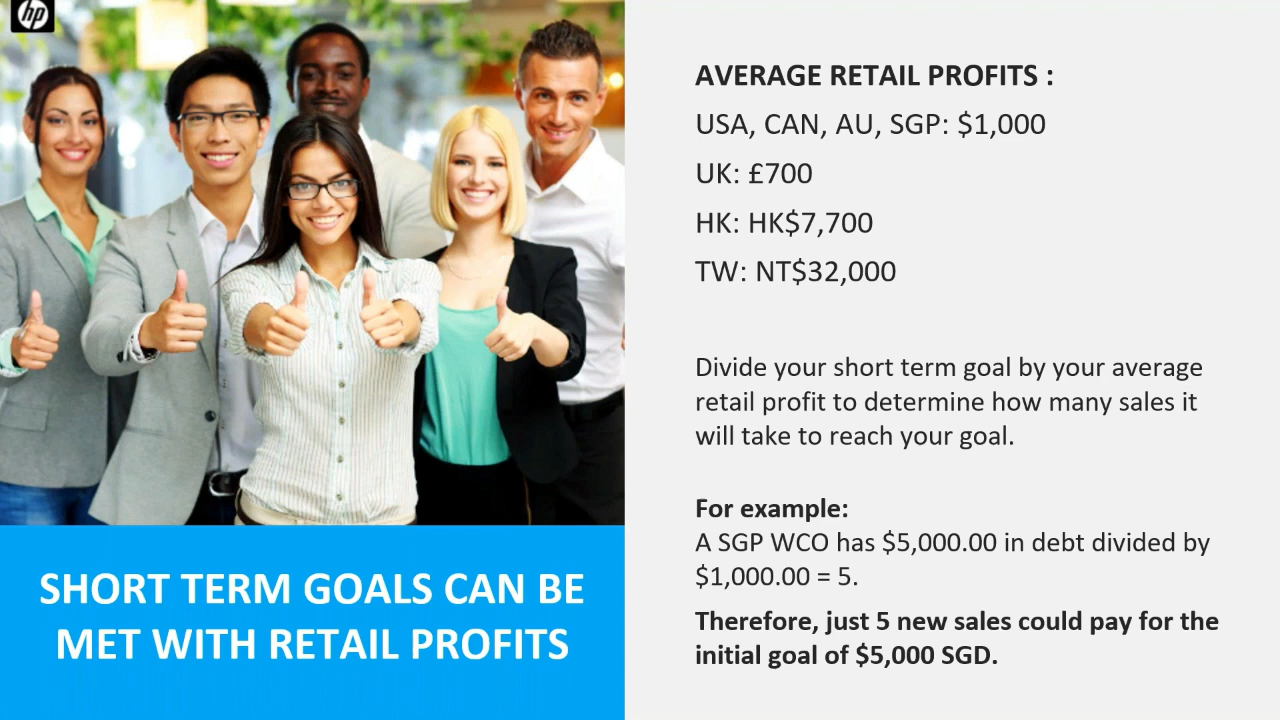 hp
AVERAGE RETAIL PROFITS :
USA, CAN, AU, SGP: $1,000
UK: £700
HK: HK$7,700
TW: NT$32,000
Divide your short term goal by your average
retail profit to determine how many sales it
will take to reach your goal.
For example:
A SGP WCO has $5,000.00 in debt divided by
$1,000.00 = 5.
Therefore, just 5 new sales could pay for the
initial goal of $5,000 SGD.
SHORT TERM GOALS CAN BE
MET WITH RETAIL PROFITS